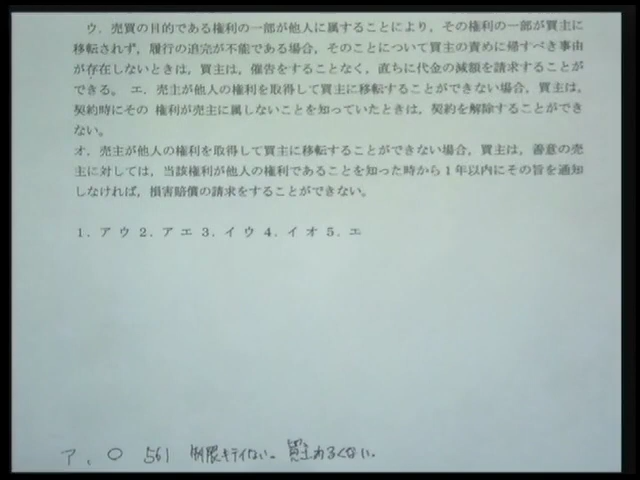 ウ．売買の目的である権利の一部が他人に属することにより，その権利の一部が買主に
移転されず，履行の追完が不能である場合，そのことについて買主の責めに帰すべき事由
が存在しないときは，買主は，催告をすることなく，直ちに代金の減額を請求することが
できる。 エ．売主が他人の権利を取得して買主に移転することができない場合，買主は，
契約時にその 権利が売主に属しないことを知っていたときは，契約を解除することができ
ない。
オ．売主が他人の権利を取得して買主に移転することができない場合，買主は，善意の売
主に対しては，当該権利が他人の権利であることを知った時から１年以内にその旨を通知
しなければ，損害賠償の請求をすることができない。
１．ア ウ ２．ア エ ３．イ ウ ４．イ オ ５．エ
ア．○ 561 制限キテイない。買主わるくない。